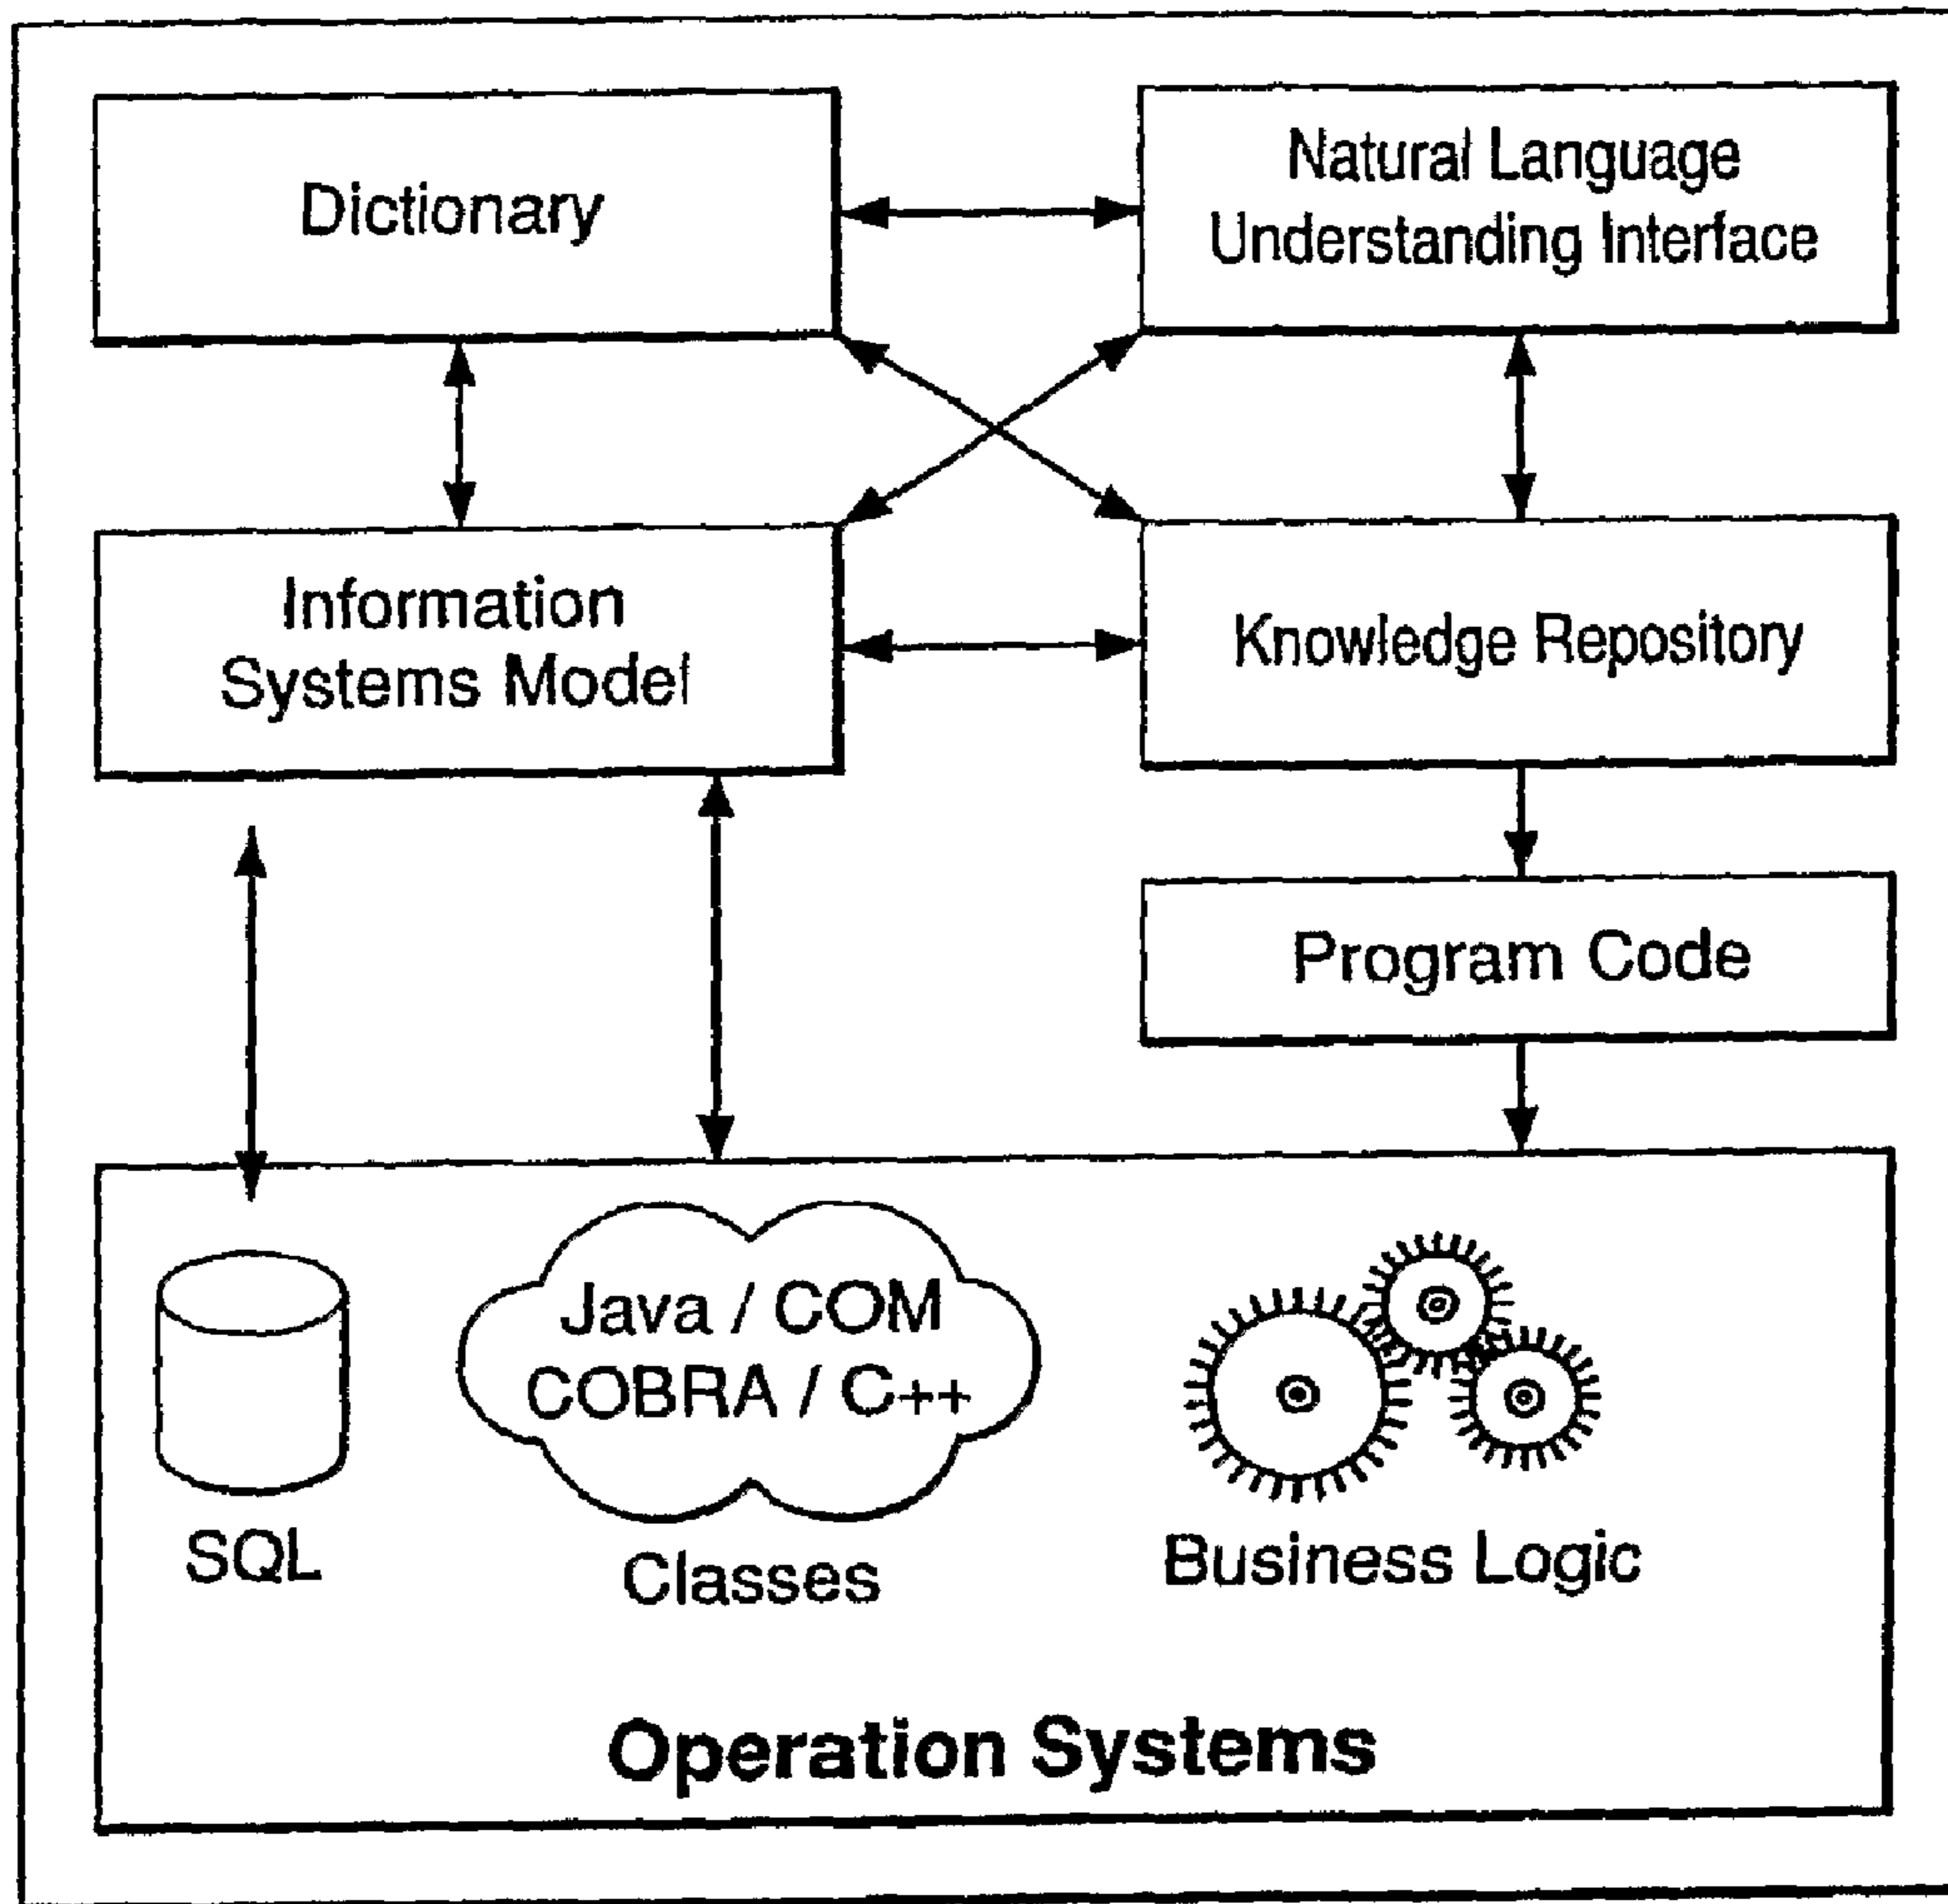 Dictionary
Natural Language
Understanding Interface
Information
Systems Model
Knowledge Repository
Program Code
Java / COM
COBRA / C++
SQL
Classes
Business Logic
Operation Systems